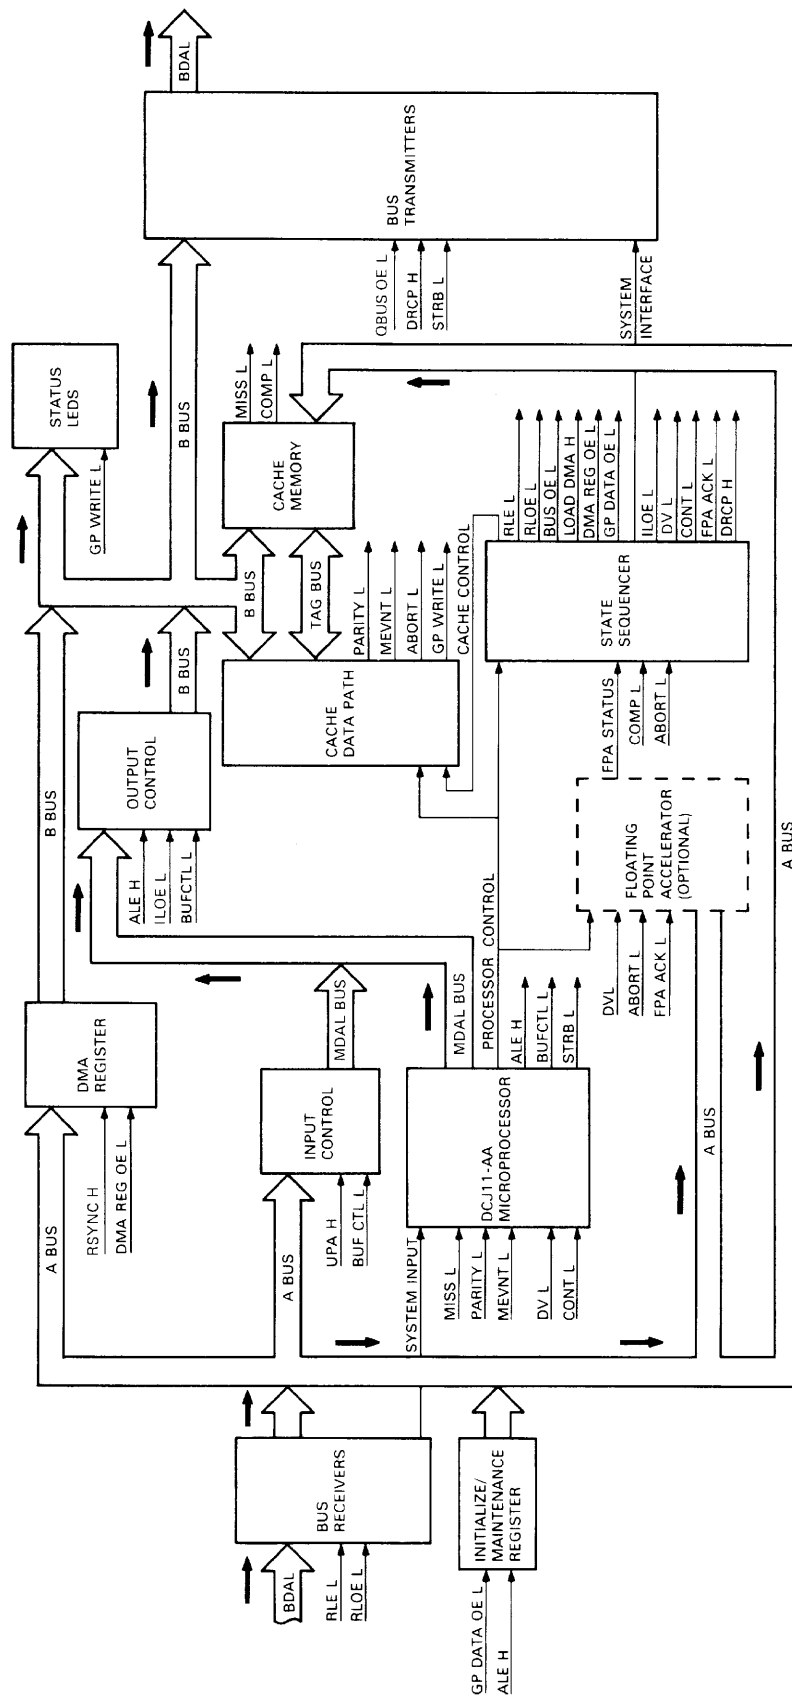 BDAL
RLE L
RLOE L
BUS
RECEIVERS
GP DATA OE L
ALE H
INITIALIZE/
MAINTENANCE
REGISTER
A BUS
RSYNC H
DMA REG OE L
DMA
REGISTER
B BUS
A BUS
UPA H
BUF CTL L
INPUT
CONTROL
MDAL BUS
SYSTEM INPUT
MISS L
PARITY L
MEVNT L
DV L
CONT L
DCJ11-AA
MICROPROCESSOR
MDAL BUS
PROCESSOR CONTROL
ALE H
BUFCTL L
STRB L
ALE H
ILOE L
BUFCTL L
OUTPUT
CONTROL
B BUS
DVL
ABORT L
FPA ACK L
A BUS
FLOATING
POINT
ACCELERATOR
(OPTIONAL)
FPA STATUS
COMP L
ABORT L
CACHE
DATA PATH
B BUS
TAG BUS
PARITY L
MEVNT L
ABORT L
GP WRITE L
CACHE CONTROL
STATE
SEQUENCER
RLE L
RLOE L
BUS OE L
LOAD DMA H
DMA REG OE L
GP DATA OE L
ILOE L
DV L
CONT L
FPA ACK L
DRCP H
A BUS
CACHE
MEMORY
MISS L
COMP L
GP WRITE L
STATUS
LEDS
B BUS
QBUS OE L
DRCP H
STRB L
SYSTEM
INTERFACE
BUS
TRANSMITTERS
BDAL